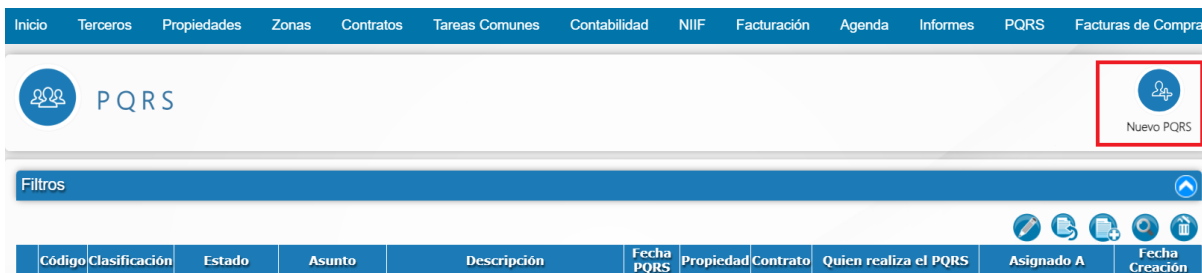 Inicio Terceros Propiedades Zonas Contratos Tareas Comunes Contabilidad NIIF Facturación Agenda Informes PQRS Facturas de Compra
PQRS
Nuevo PQRS
Filtros
Código Clasificación Estado Asunto Descripción Fecha PQRS Propiedad Contrato Quien realiza el PQRS Asignado A Fecha Creación